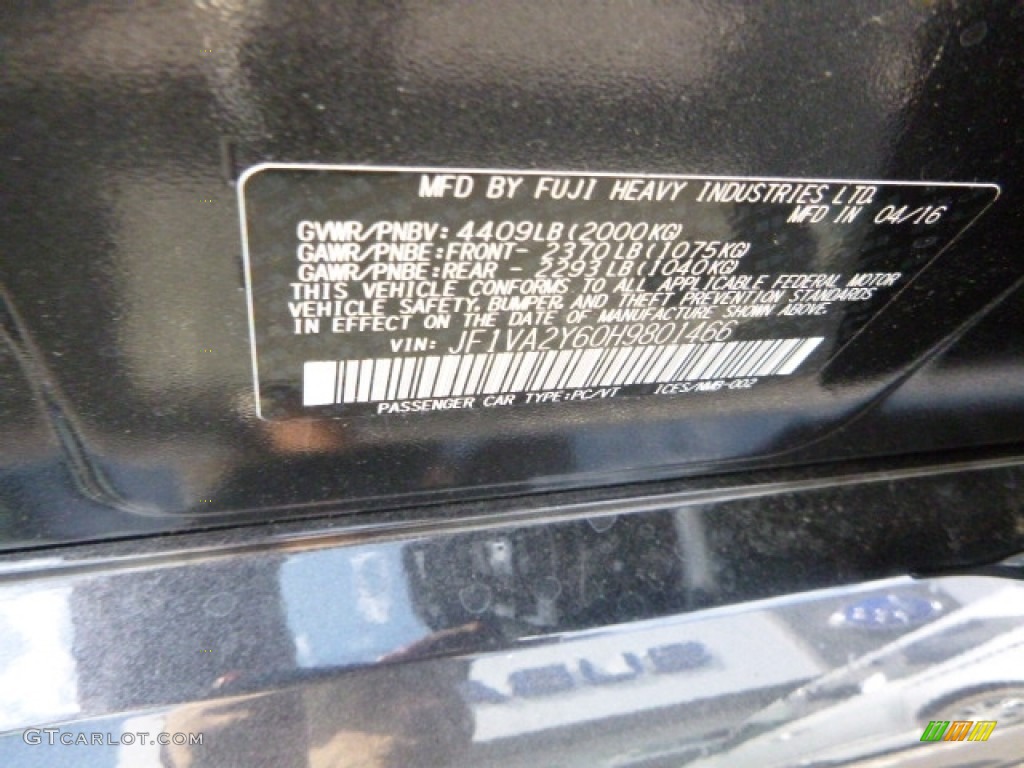 MFD BY FUJI HEAVY INDUSTRIES LTD.
MFD IN 04/16
GVWR/PNBV: 4409LB(2000KG)
GAWR/PNBE:FRONT- 2370LB(1075KG)
GAWR/PNBE:REAR - 2293LB(1040KG)
THIS VEHICLE CONFORMS TO ALL APPLICABLE FEDERAL MOTOR
VEHICLE SAFETY, BUMPER, AND THEFT PREVENTION STANDARDS
IN EFFECT ON THE DATE OF MANUFACTURE SHOWN ABOVE.
VIN: JF1VA2Y60H9801466
PASSENGER CAR TYPE:PC/VT ICES/NMB-002
GTCARLOT.COM